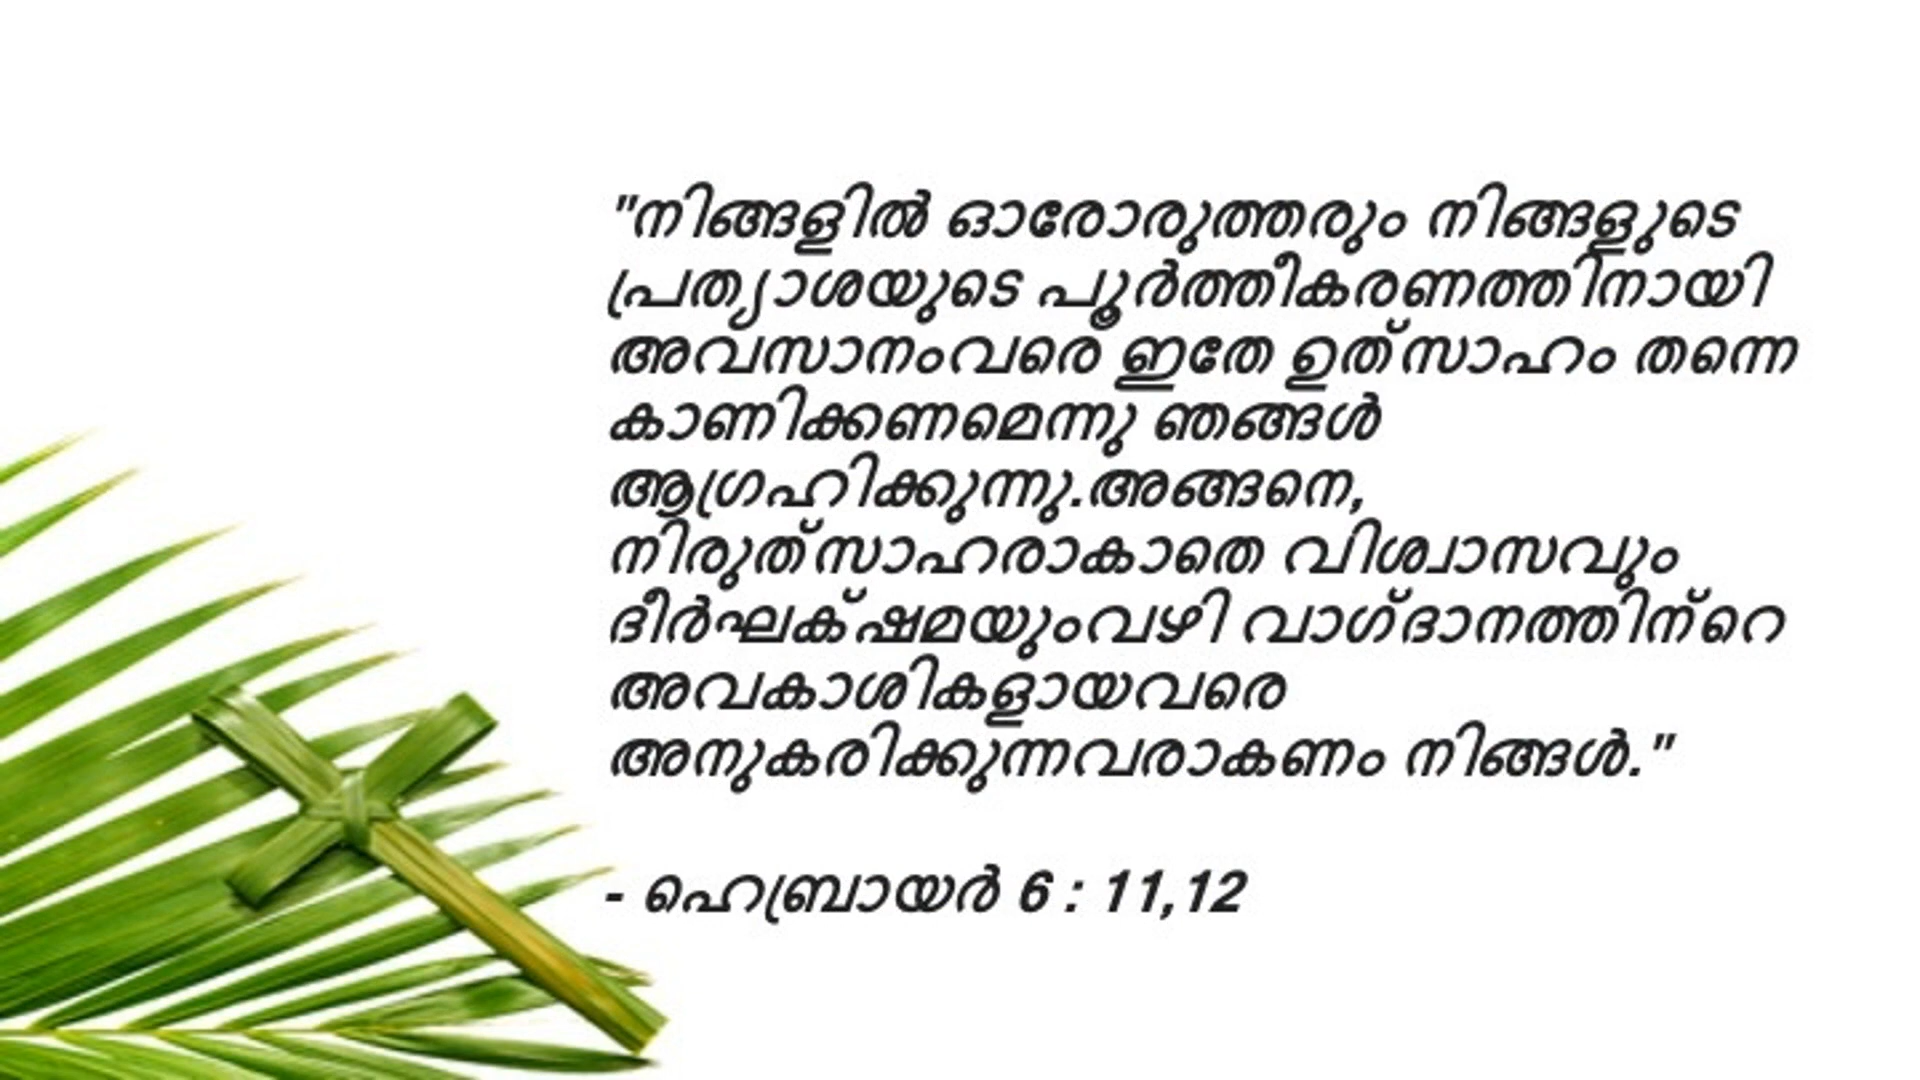 "നിങ്ങളിൽ ഓരോരുത്തരും നിങ്ങളുടെ
പ്രത്യാശയുടെ പൂർത്തീകരണത്തിനായി
അവസാനംവരെ ഇതേ ഉത്‌സാഹം തന്നെ
കാണിക്കണമെന്നു ഞങ്ങൾ
ആഗ്രഹിക്കുന്നു.അങ്ങനെ,
നിരുത്‌സാഹരാകാതെ വിശ്വാസവും
ദീർഘക്‌ഷമയുംവഴി വാഗ്‌ദാനത്തിന്‌റെ
അവകാശികളായവരെ
അനുകരിക്കുന്നവരാകണം നിങ്ങൾ."
- ഹെബ്രായർ 6 : 11,12